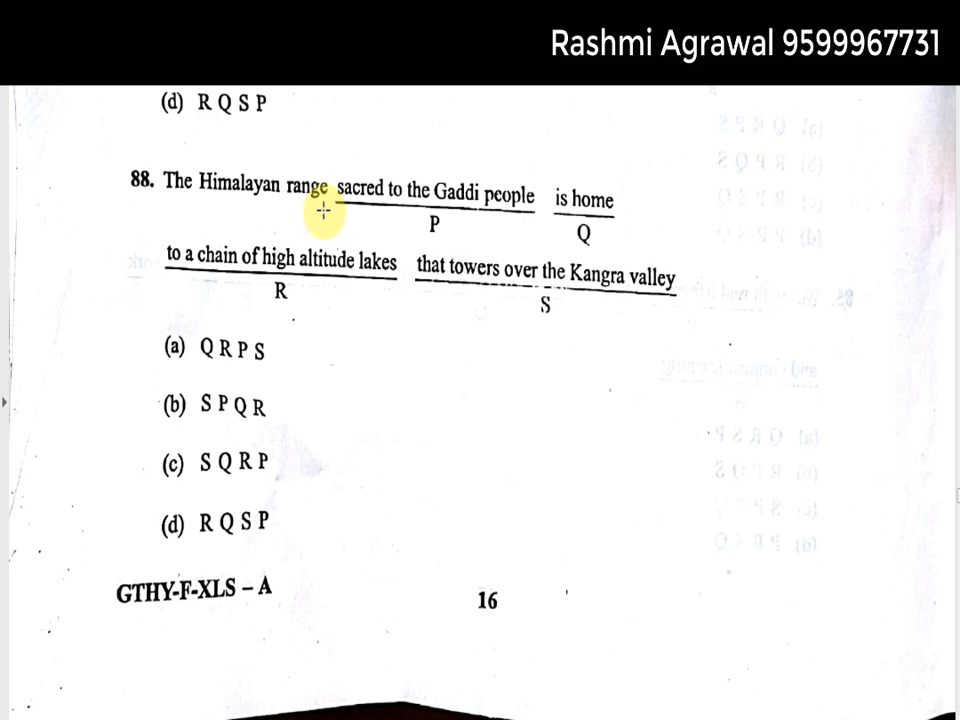 Rashmi Agrawal 9599967731
(d) R Q S P
88. The Himalayan range sacred to the Gaddi people is home
P Q
to a chain of high altitude lakes that towers over the Kangra valley
R S
(a) Q R P S
(b) S P Q R
(c) S Q R P
(d) R Q S P
GTHY-F-XLS – A 16